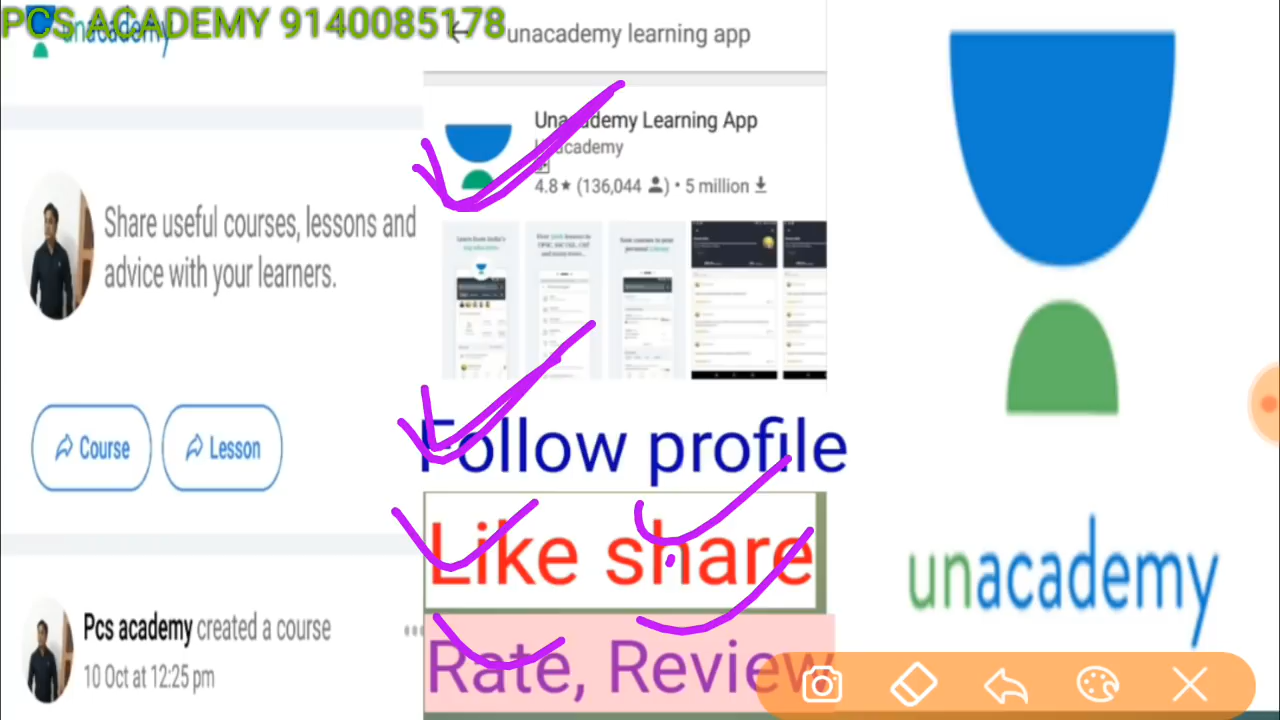 PCS ACADEMY 9140085178
unacademy
unacademy learning app
Unacademy Learning App
Unacademy
4.8★ (136,044 ) • 5 million
Share useful courses, lessons and
advice with your learners.
Course
Lesson
Follow profile
Like share
Rate, Review
Pcs academy created a course
10 Oct at 12:25 pm
unacademy